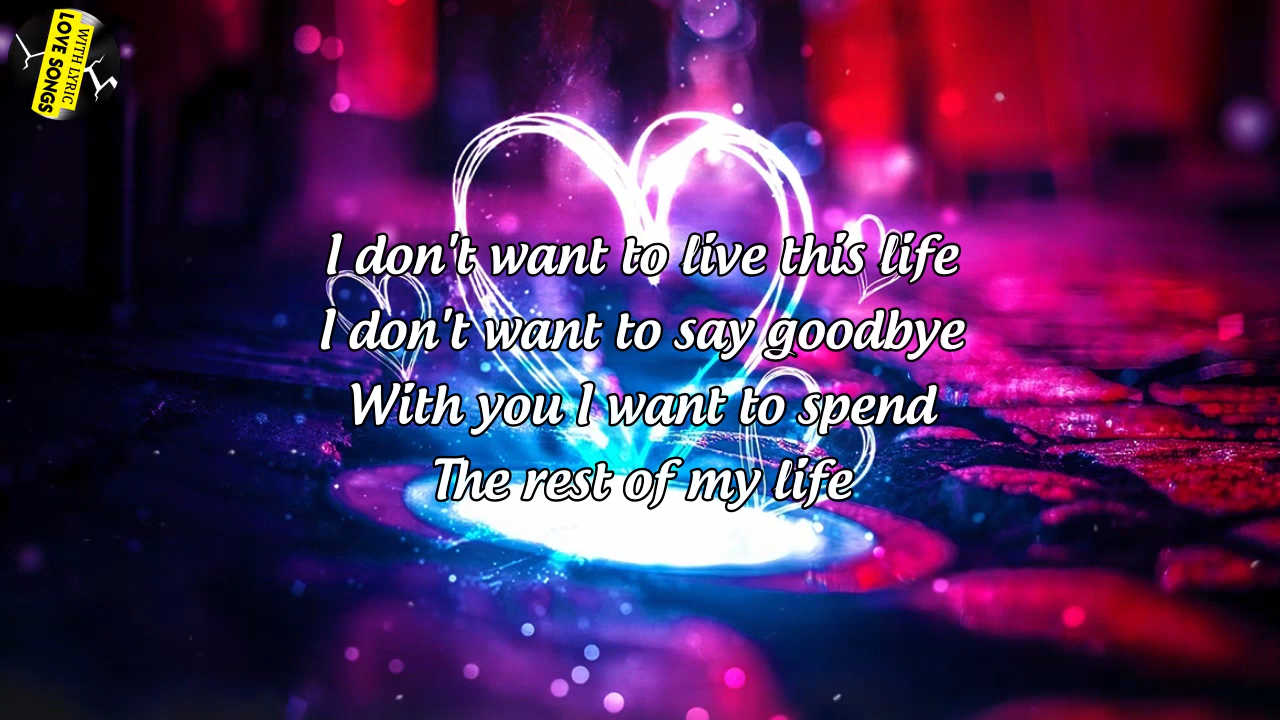 WITH LYRIC
LOVE SONGS
I don't want to live this life
I don't want to say goodbye
With you I want to spend
The rest of my life